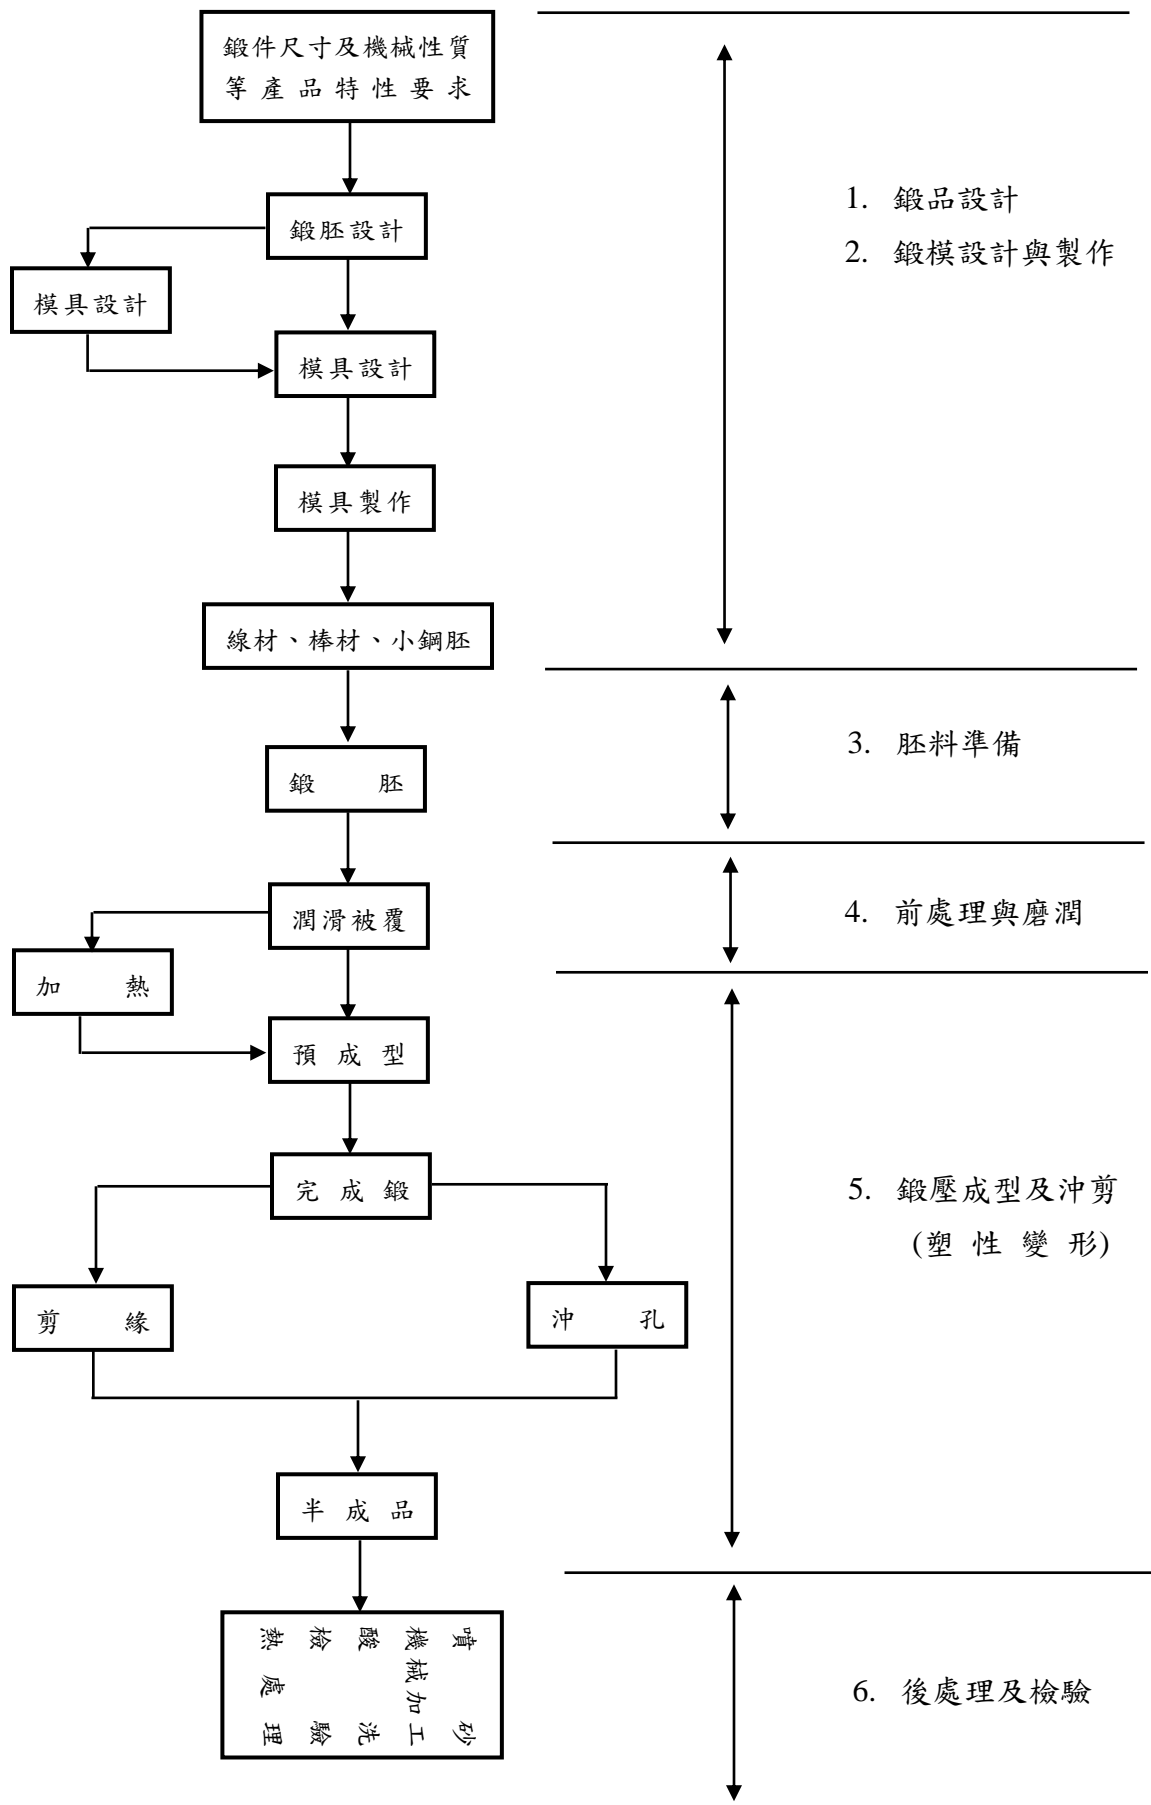 鍛件尺寸及機械性質
等產品特性要求
鍛胚設計
模具設計
模具設計
模具製作
線材、棒材、小鋼胚
鍛胚
潤滑被覆
加熱
預成型
完成鍛
剪緣
沖孔
半成品
熱處理
檢驗
酸洗
機械加工
噴砂
1. 鍛品設計
2. 鍛模設計與製作
3. 胚料準備
4. 前處理與磨潤
5. 鍛壓成型及沖剪
(塑性變形)
6. 後處理及檢驗